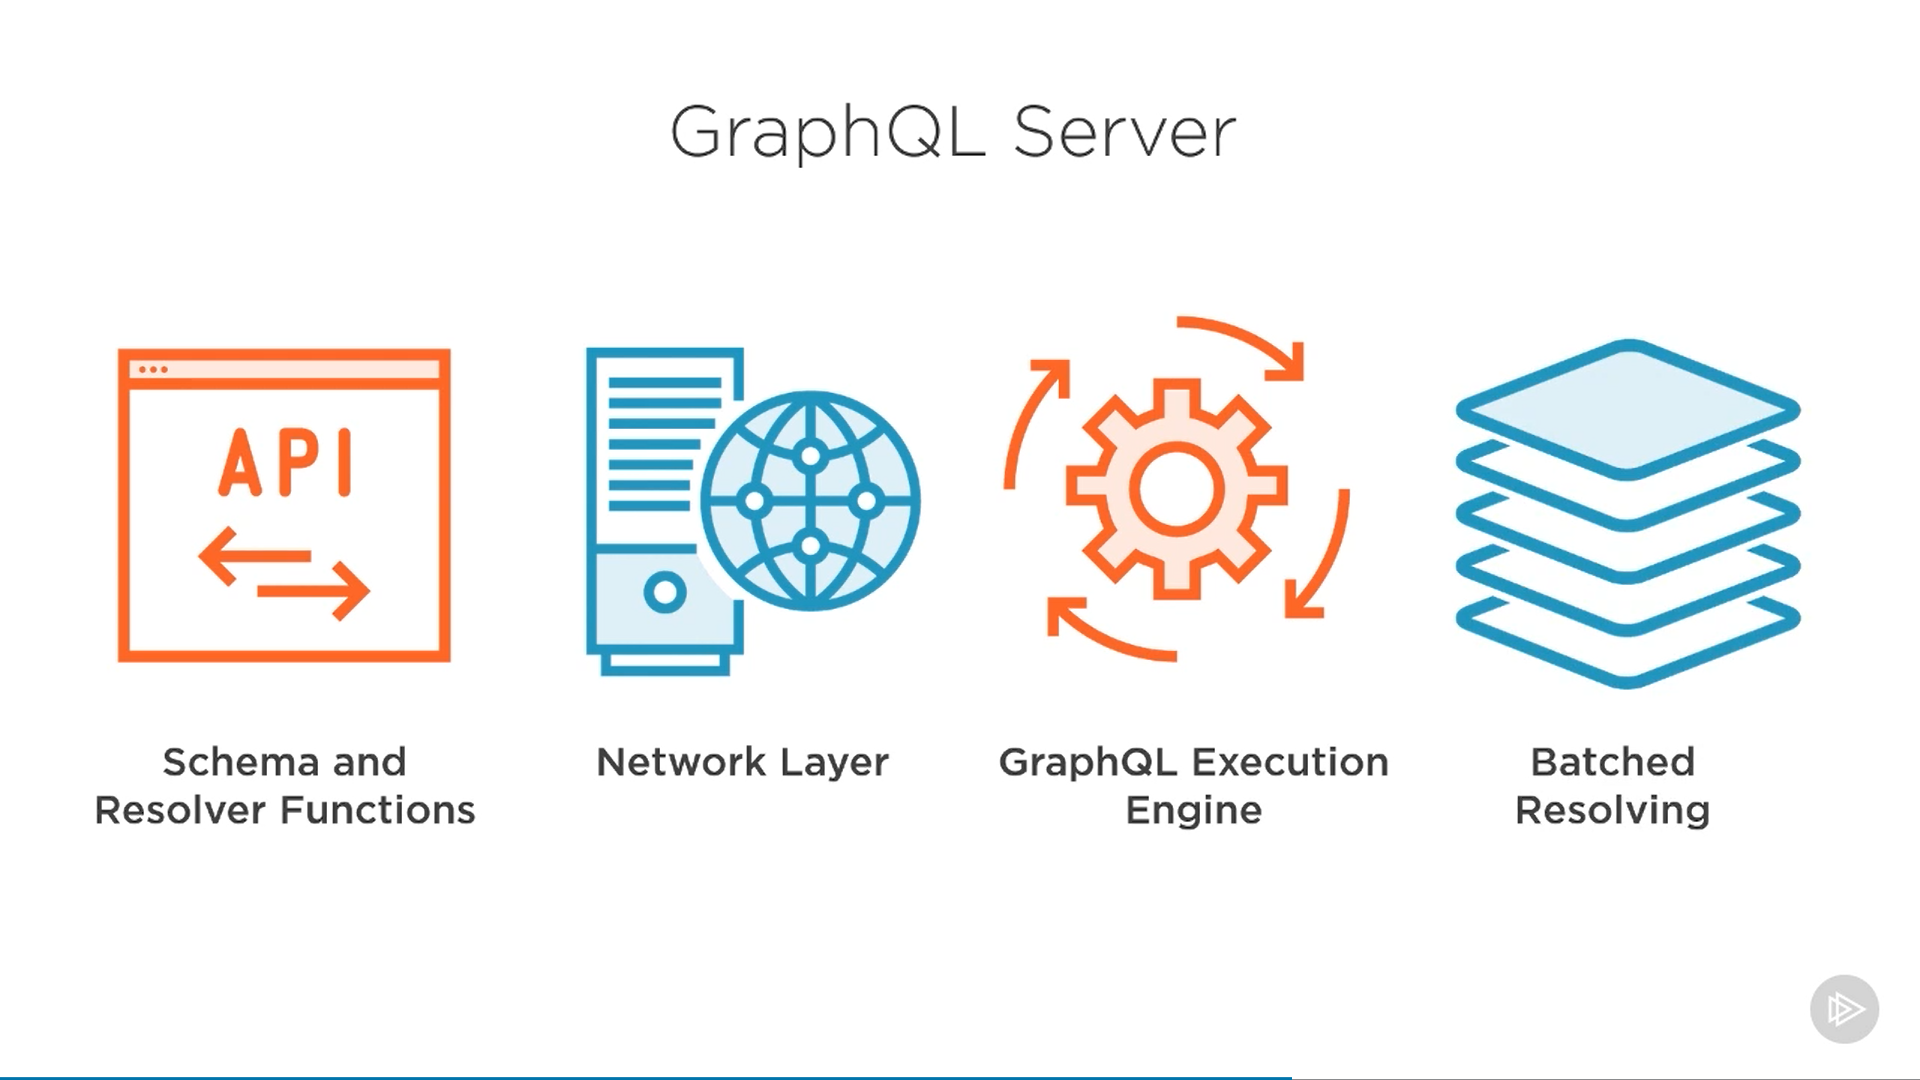 GraphQL Server
API
Schema and
Resolver Functions
Network Layer
GraphQL Execution
Engine
Batched
Resolving